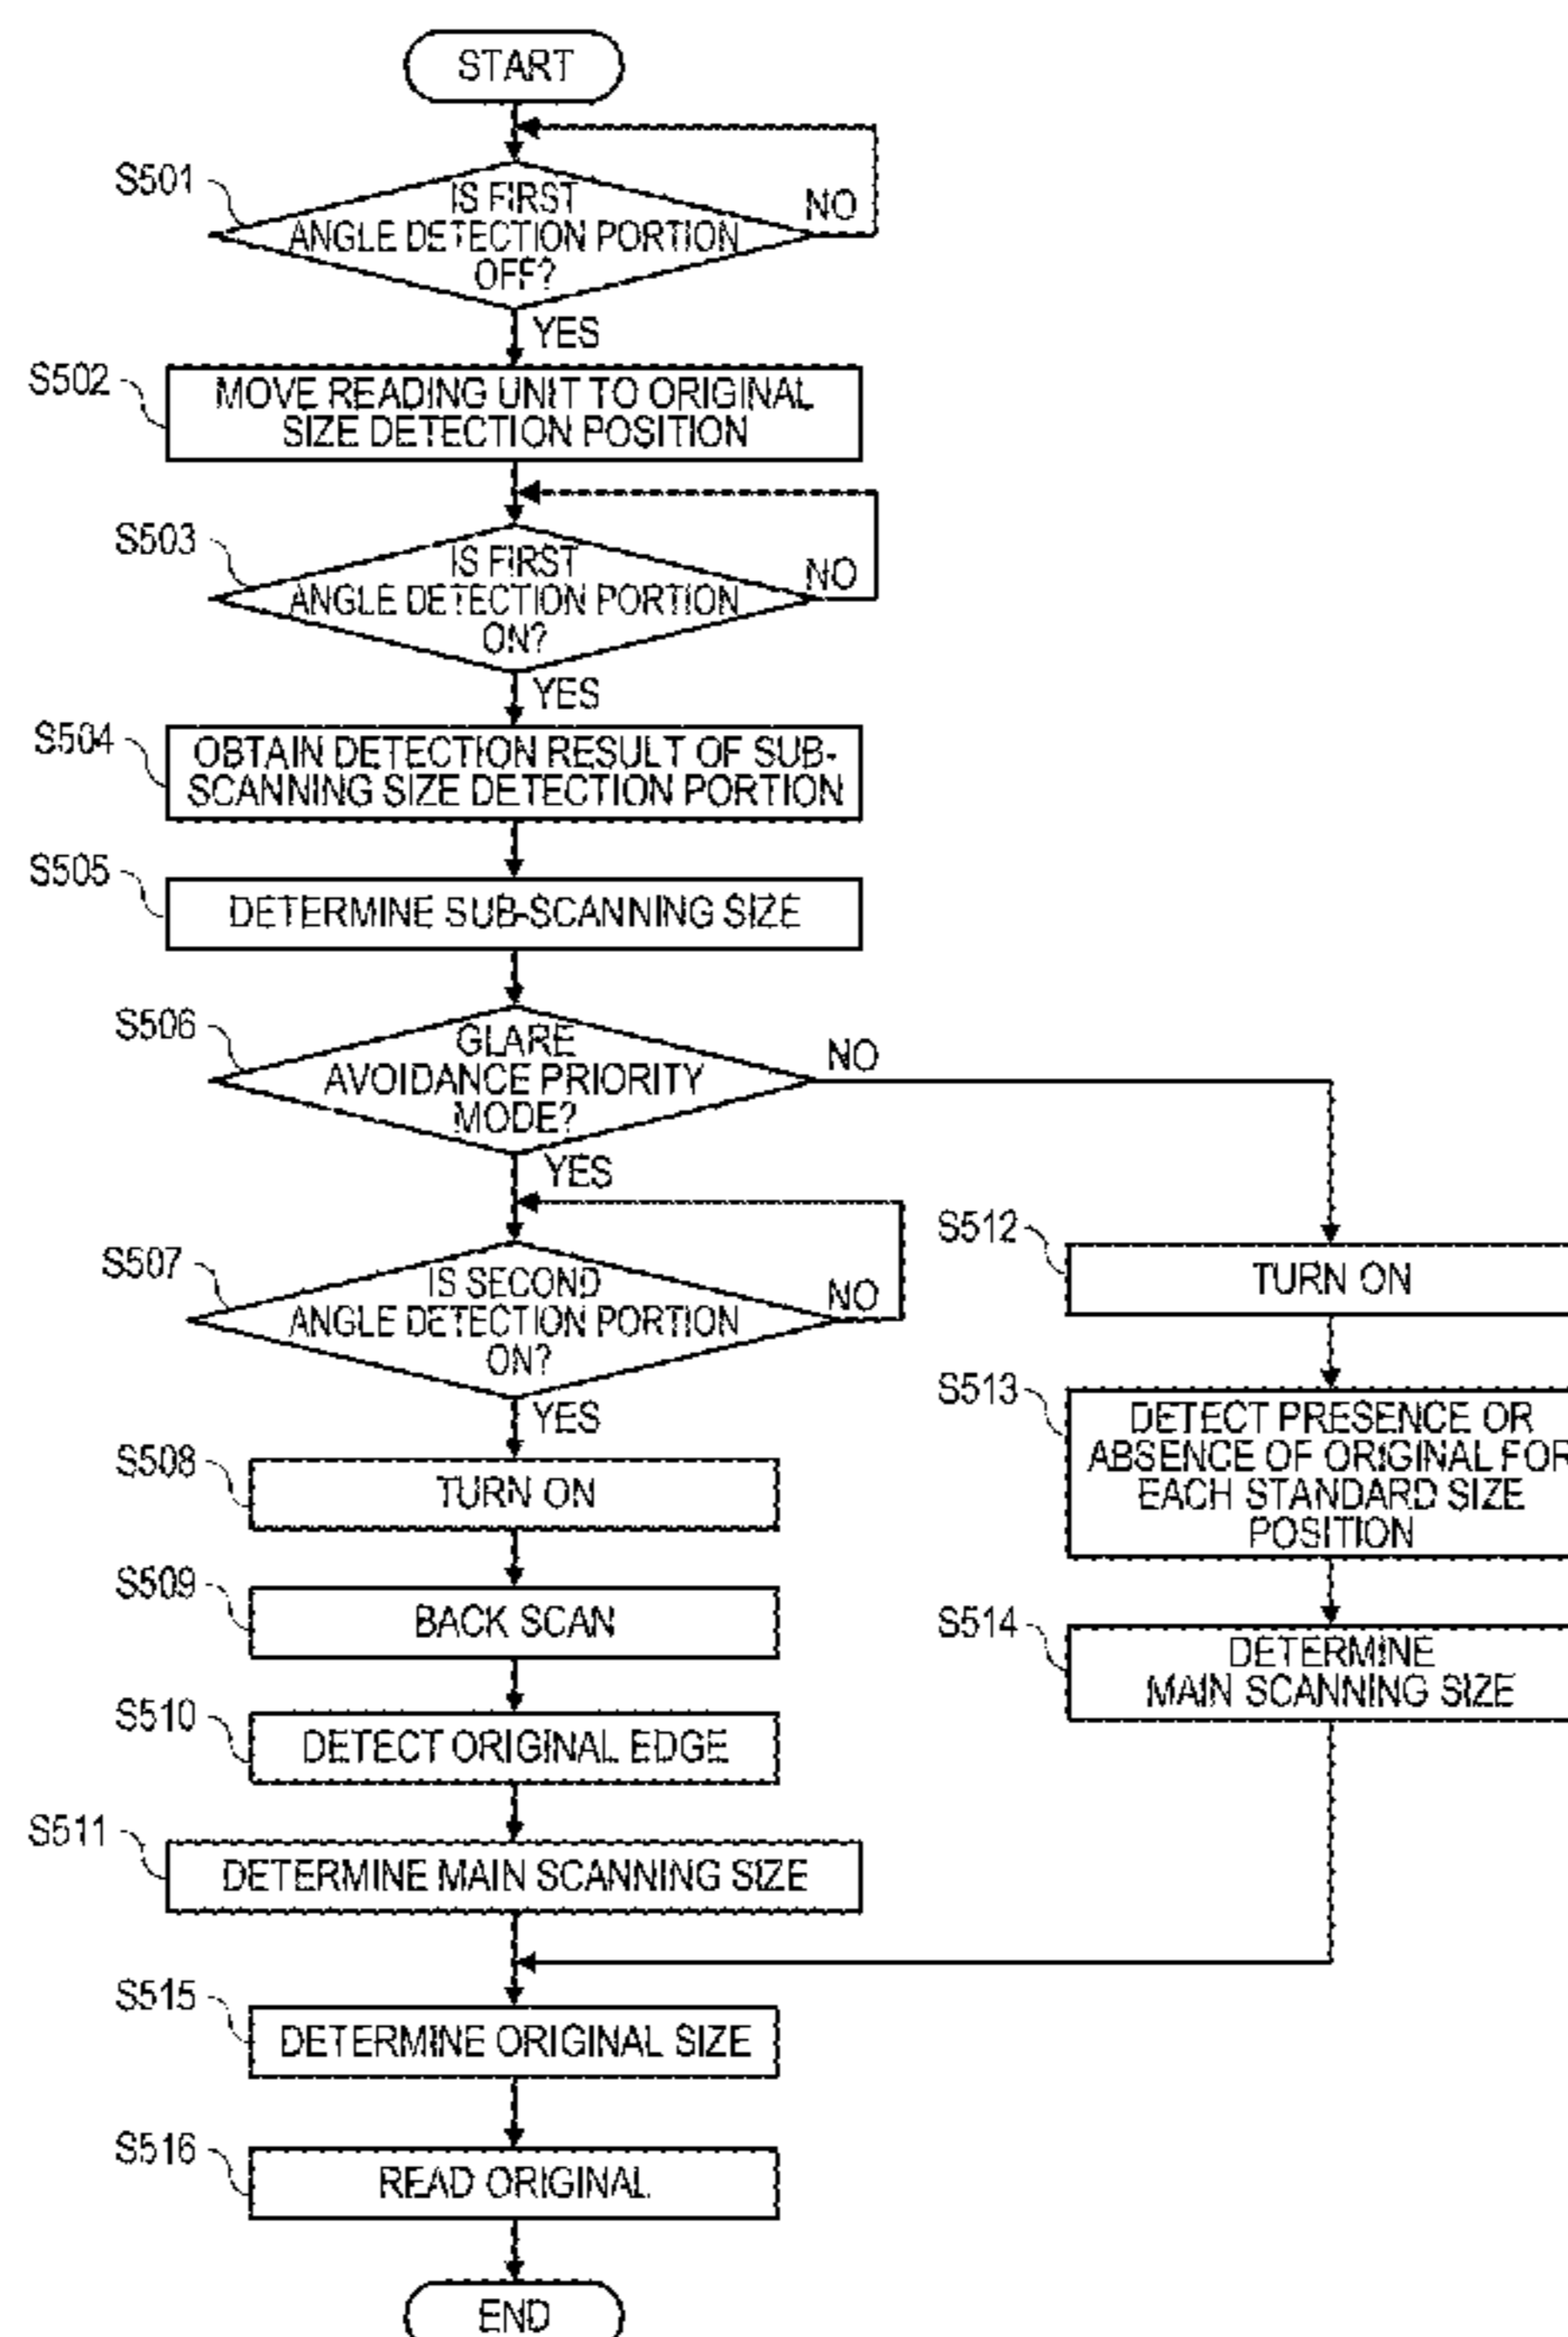 START
S501
IS FIRST
ANGLE DETECTION PORTION
OFF?
NO
YES
S502
MOVE READING UNIT TO ORIGINAL
SIZE DETECTION POSITION
S503
IS FIRST
ANGLE DETECTION PORTION
ON?
NO
YES
S504
OBTAIN DETECTION RESULT OF SUB-
SCANNING SIZE DETECTION PORTION
S505
DETERMINE SUB-SCANNING SIZE
S506
GLARE
AVOIDANCE PRIORITY
MODE?
NO
YES
S507
IS SECOND
ANGLE DETECTION PORTION
ON?
NO
YES
S508
TURN ON
S509
BACK SCAN
S510
DETECT ORIGINAL EDGE
S511
DETERMINE MAIN SCANNING SIZE
S512
TURN ON
S513
DETECT PRESENCE OR
ABSENCE OF ORIGINAL FOR
EACH STANDARD SIZE
POSITION
S514
DETERMINE
MAIN SCANNING SIZE
S515
DETERMINE ORIGINAL SIZE
S516
READ ORIGINAL
END